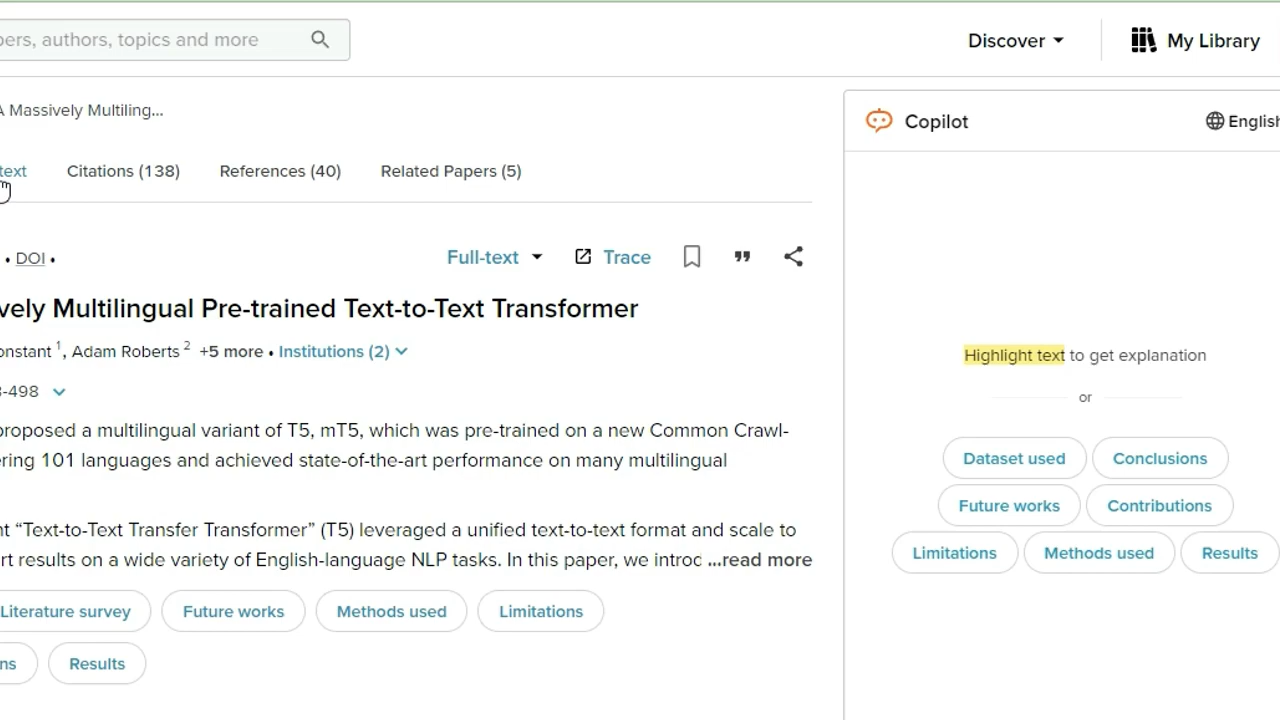 pers, authors, topics and more
Discover
My Library
A Massively Multiling...
Copilot
English
text
Citations (138)
References (40)
Related Papers (5)
• DOI •
Full-text
Trace
vely Multilingual Pre-trained Text-to-Text Transformer
onstant 1, Adam Roberts 2 +5 more • Institutions (2)
-498
proposed a multilingual variant of T5, mT5, which was pre-trained on a new Common Crawl-
ering 101 languages and achieved state-of-the-art performance on many multilingual
nt “Text-to-Text Transfer Transformer” (T5) leveraged a unified text-to-text format and scale to
rt results on a wide variety of English-language NLP tasks. In this paper, we introc ...read more
Literature survey
Future works
Methods used
Limitations
ns
Results
Highlight text to get explanation
or
Dataset used
Conclusions
Future works
Contributions
Limitations
Methods used
Results